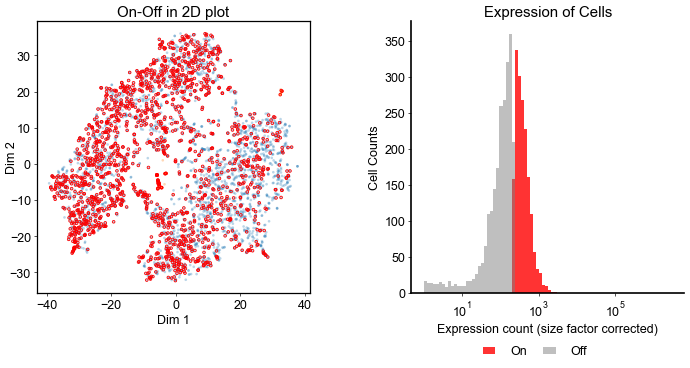 On-Off in 2D plot
Dim 2
30
20
10
0
−10
−20
−30
−40
−20
0
20
40
Dim 1
Expression of Cells
Cell Counts
350
300
250
200
150
100
50
0
10^1
10^3
10^5
Expression count (size factor corrected)
On
Off